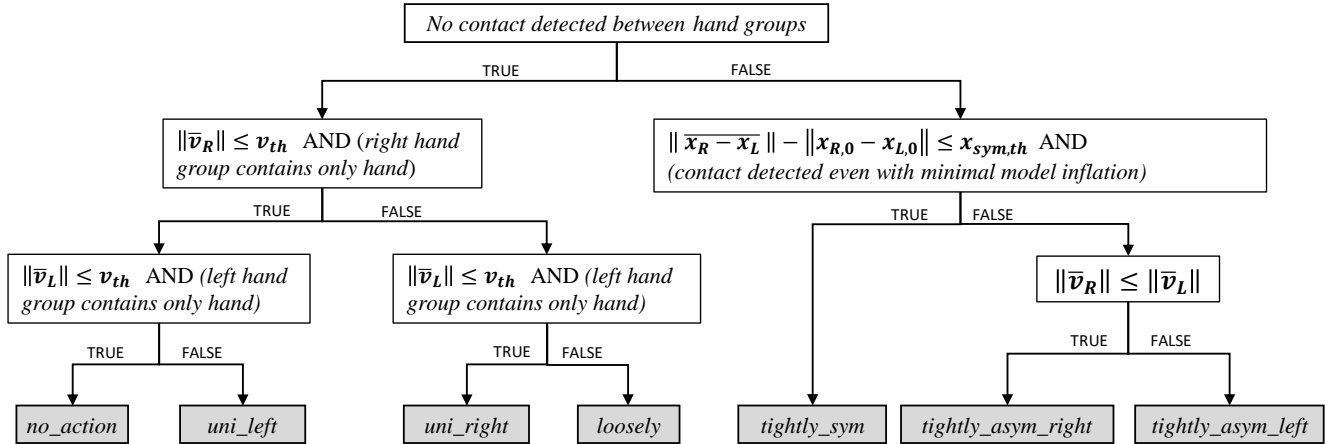 No contact detected between hand groups
TRUE FALSE
‖v̅_R‖ ≤ v_th AND (right hand
group contains only hand)
‖ x̅_R̅ ̅−̅ ̅x̅_L̅ ‖ − ‖x_R,0 − x_L,0‖ ≤ x_sym,th AND
(contact detected even with minimal model inflation)
TRUE FALSE
TRUE FALSE
‖v̅_L‖ ≤ v_th AND (left hand
group contains only hand)
‖v̅_L‖ ≤ v_th AND (left hand
group contains only hand)
‖v̅_R‖ ≤ ‖v̅_L‖
TRUE FALSE
TRUE FALSE
TRUE FALSE
no_action
uni_left
uni_right
loosely
tightly_sym
tightly_asym_right
tightly_asym_left